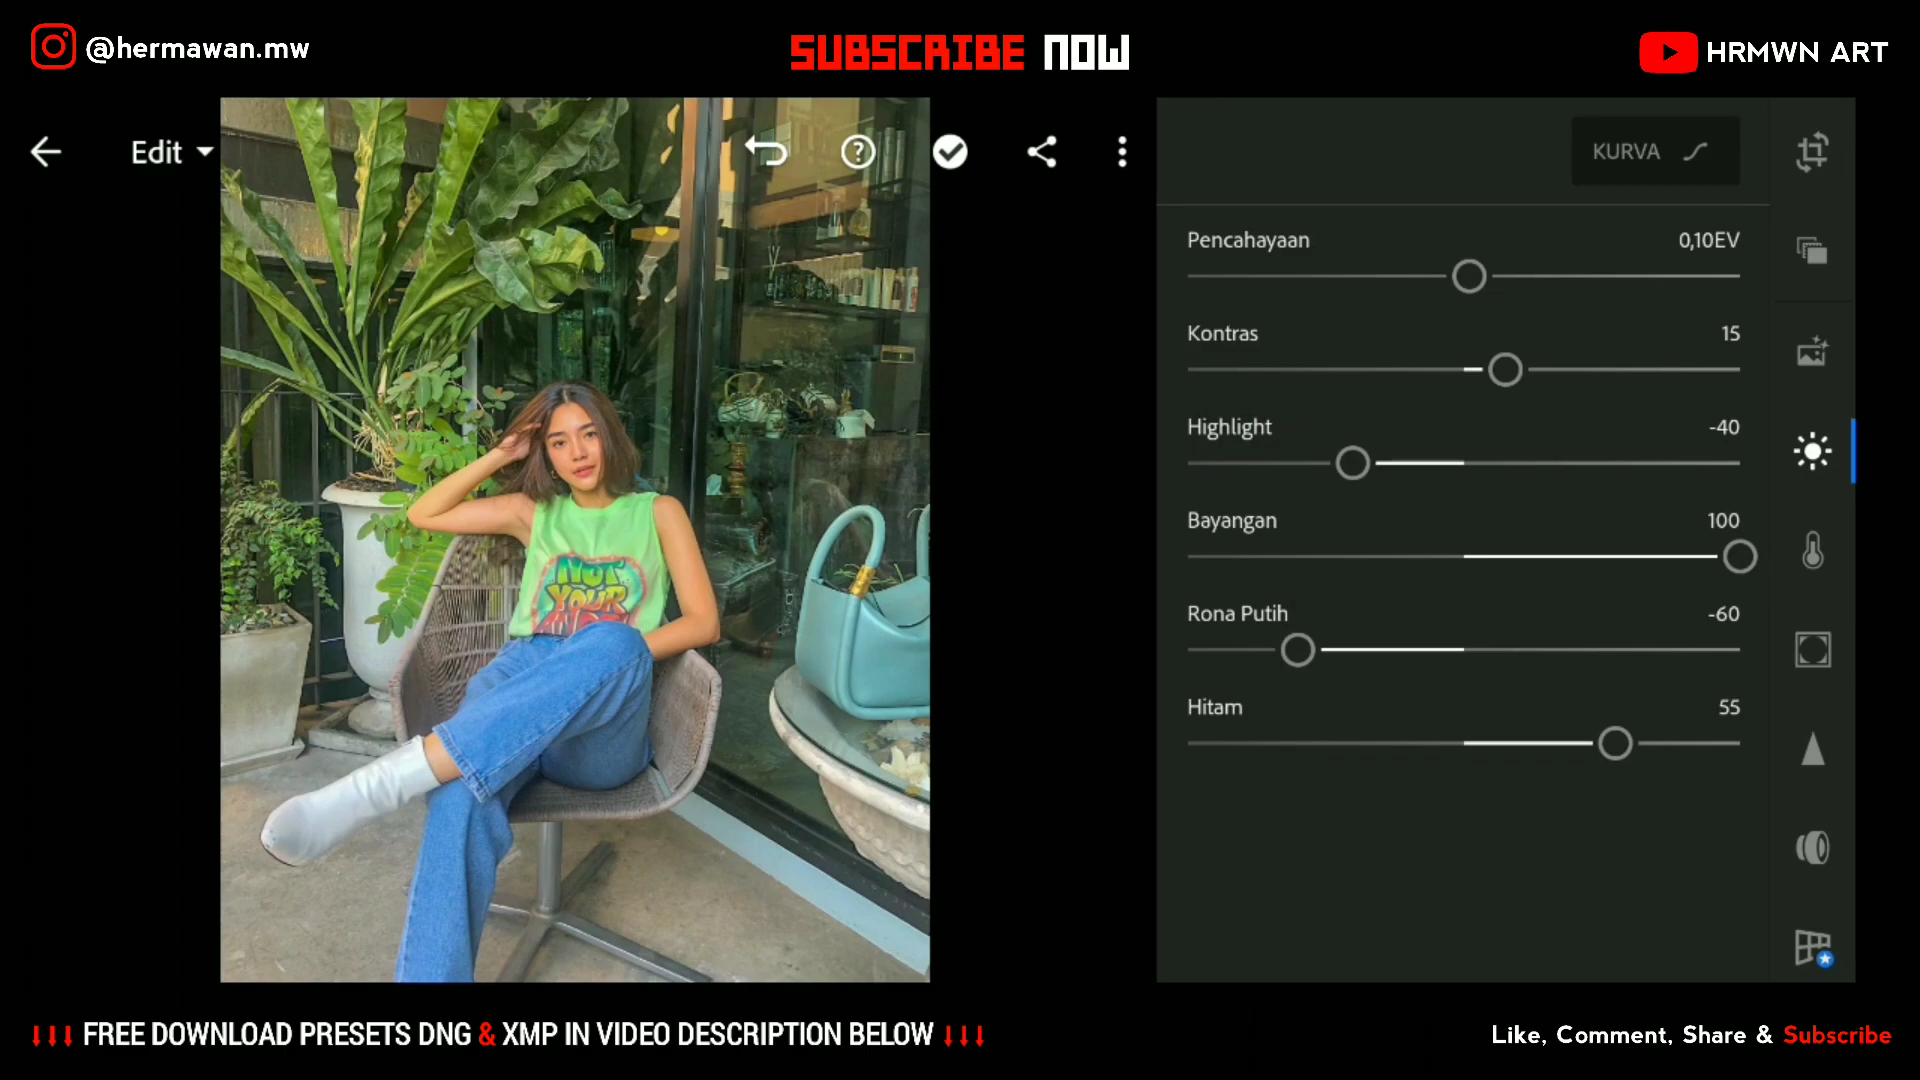 @hermawan.mw
SUBSCRIBE NOW
HRMWN ART
Edit
KURVA
Pencahayaan 0,10EV
Kontras 15
Highlight -40
Bayangan 100
Rona Putih -60
Hitam 55
NOT
YOUR
↓↓↓ FREE DOWNLOAD PRESETS DNG & XMP IN VIDEO DESCRIPTION BELOW ↓↓↓
Like, Comment, Share & Subscribe